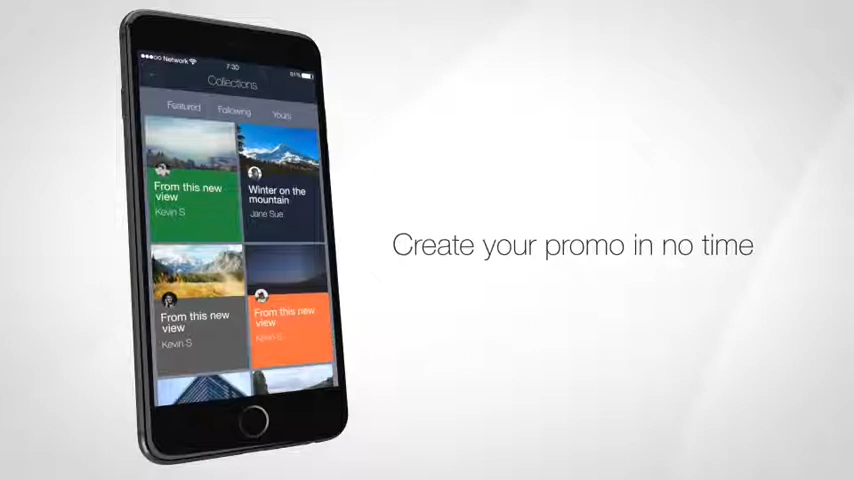 ●●●○○ Network 7:30 81%
Collections
Featured Following Yours
From this new
view
Kevin S
Winter on the
mountain
Jane Sue
From this new
view
Kevin S
From this new
view
Kevin S
Create your promo in no time